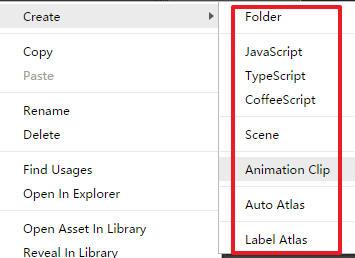 Create
Copy
Paste
Rename
Delete
Find Usages
Open In Explorer
Open Asset In Library
Reveal In Library
Folder
JavaScript
TypeScript
CoffeeScript
Scene
Animation Clip
Auto Atlas
Label Atlas